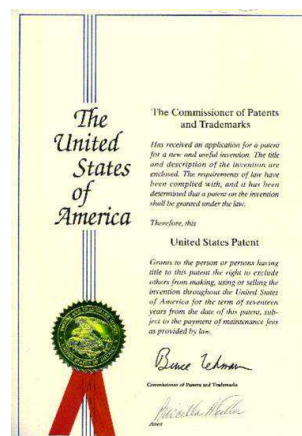 The
United
States
of
America
The Commissioner of Patents
and Trademarks
Has received an application for a patent
for a new and useful invention. The title
and description of the invention are
enclosed. The requirements of law have
been complied with, and it has been
determined that a patent on the invention
shall be granted under the law.
Therefore, this
United States Patent
Grants to the person or persons having
title to this patent the right to exclude
others from making, using or selling the
invention throughout the United States
of America for the term of seventeen
years from the date of this patent, sub-
ject to the payment of maintenance fees
as provided by law.
Bruce Lehman
Commissioner of Patents and Trademarks
Attest